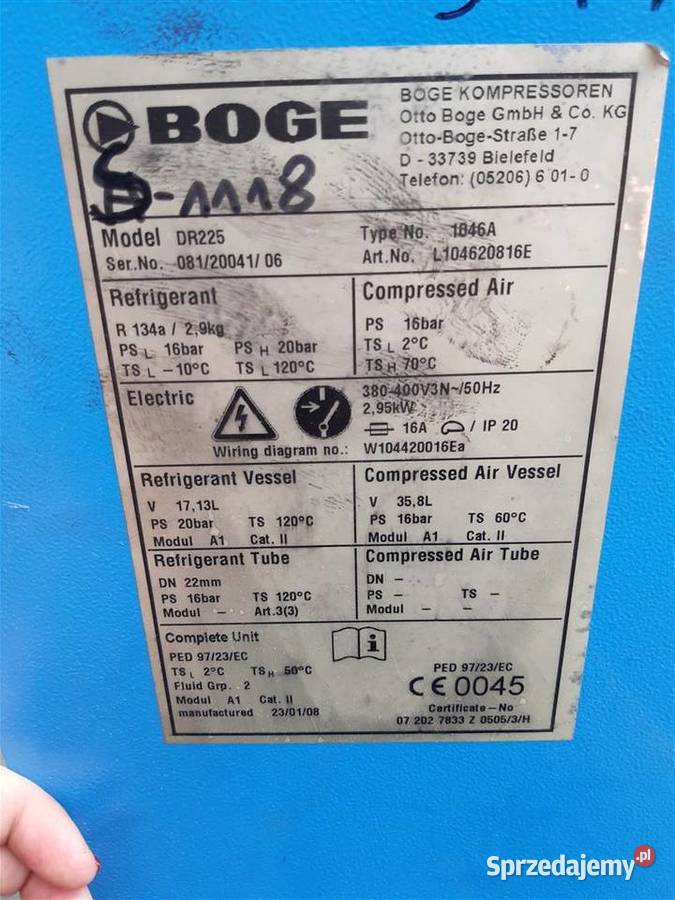 BOGE
BOGE KOMPRESSOREN
Otto Boge GmbH & Co. KG
Otto-Boge-Straße 1-7
D - 33739 Bielefeld
Telefon: (05206) 6 01-0
-1118
Model DR225
Type No. 1046A
Ser.No. 081/20041/ 06
Art.No. L104620816E
Refrigerant
R 134a / 2,9kg
PS L 16bar PS H 20bar
TS L -10°C TS L 120°C
Compressed Air
PS 16bar
TS L 2°C
TS H 70°C
Electric
380-400V3N~/50Hz
2,95kW
16A / IP 20
Wiring diagram no.: W104420016Ea
Refrigerant Vessel
V 17,13L
PS 20bar TS 120°C
Modul A1 Cat. II
Compressed Air Vessel
V 35,8L
PS 16bar TS 60°C
Modul A1 Cat. II
Refrigerant Tube
DN 22mm
PS 16bar TS 120°C
Modul - Art.3(3)
Compressed Air Tube
DN -
PS - TS -
Modul - -
Complete Unit
PED 97/23/EC
TS L 2°C TS H 50°C
Fluid Grp. 2
Modul A1 Cat. II
manufactured 23/01/08
i
PED 97/23/EC
CE 0045
Certificate-No
07 202 7833 Z 0505/3/H
Sprzedajemy.pl